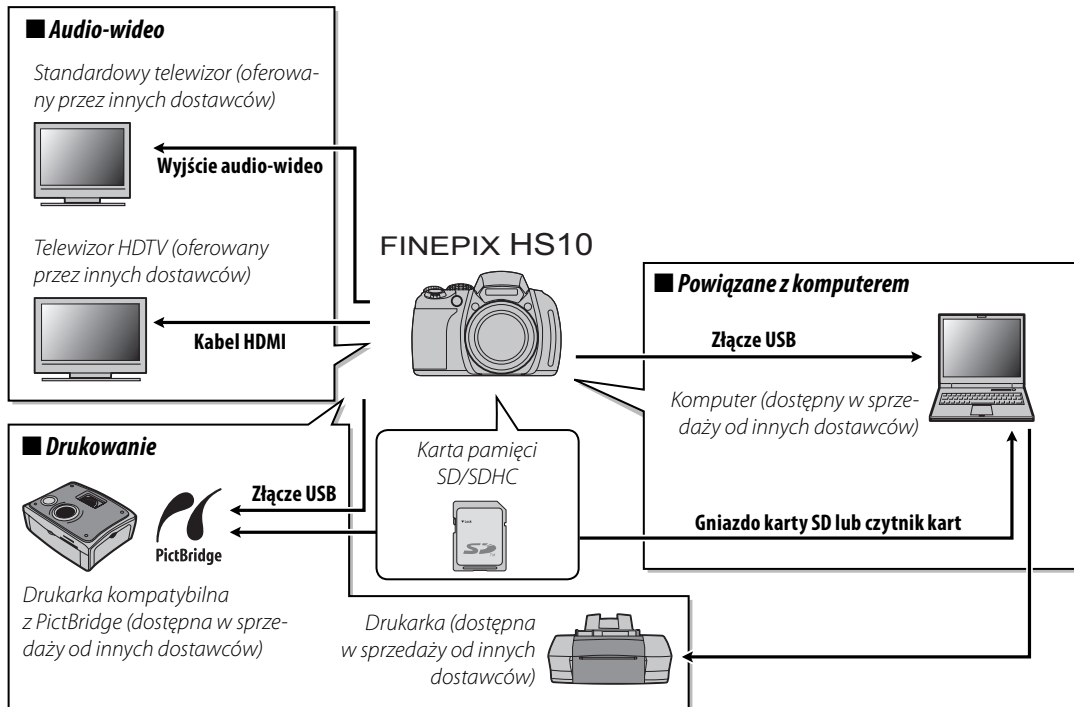 ■ Audio-wideo
Standardowy telewizor (oferowa-
ny przez innych dostawców)
Wyjście audio-wideo
Telewizor HDTV (oferowany
przez innych dostawców)
Kabel HDMI
FINEPIX HS10
■ Powiązane z komputerem
Złącze USB
Komputer (dostępny w sprze-
daży od innych dostawców)
Gniazdo karty SD lub czytnik kart
Karta pamięci
SD/SDHC
Lock
SD
TM
■ Drukowanie
Złącze USB
PictBridge
Drukarka kompatybilna
z PictBridge (dostępna w sprze-
daży od innych dostawców)
Drukarka (dostępna
w sprzedaży od innych
dostawców)